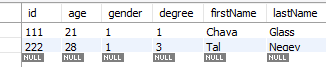 id age gender degree firstName lastName
111 21 1 1 Chava Glass
222 28 1 3 Tal Negev
NULL NULL NULL NULL NULL NULL